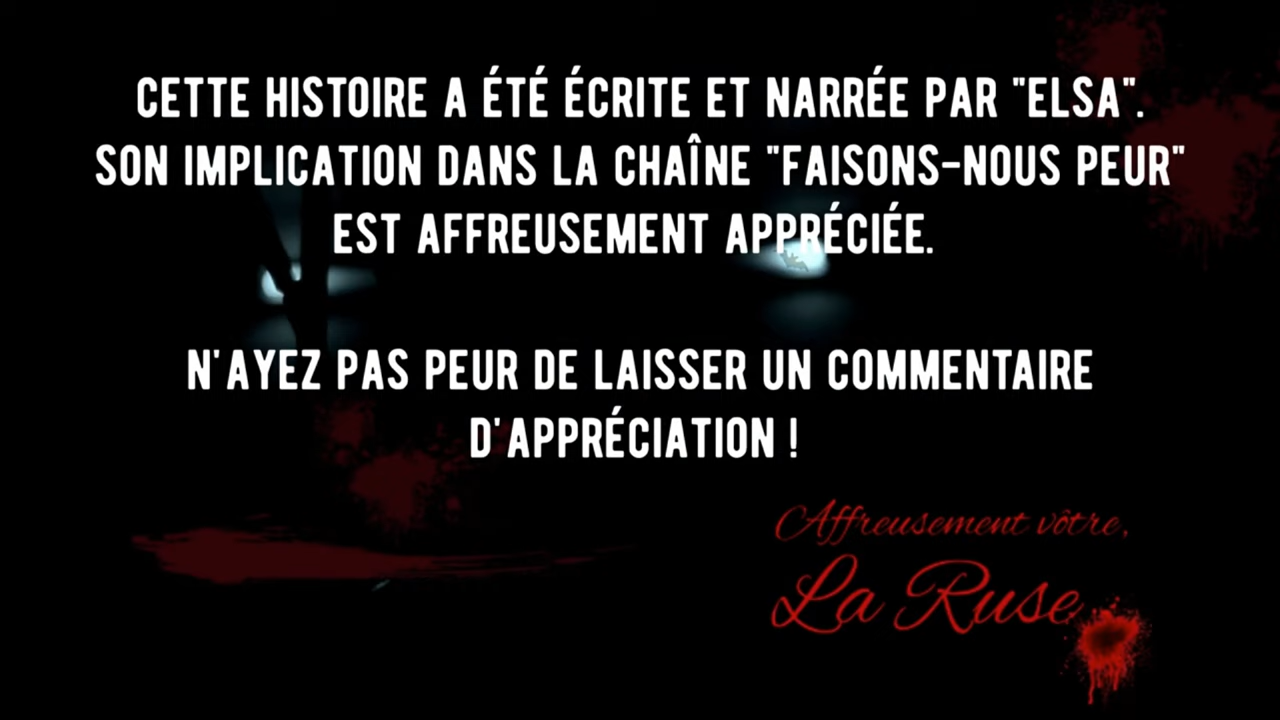 CETTE HISTOIRE A ÉTÉ ÉCRITE ET NARRÉE PAR "ELSA".
SON IMPLICATION DANS LA CHAÎNE "FAISONS-NOUS PEUR"
EST AFFREUSEMENT APPRÉCIÉE.
N'AYEZ PAS PEUR DE LAISSER UN COMMENTAIRE
D'APPRÉCIATION !
Affreusement vôtre,
La Ruse